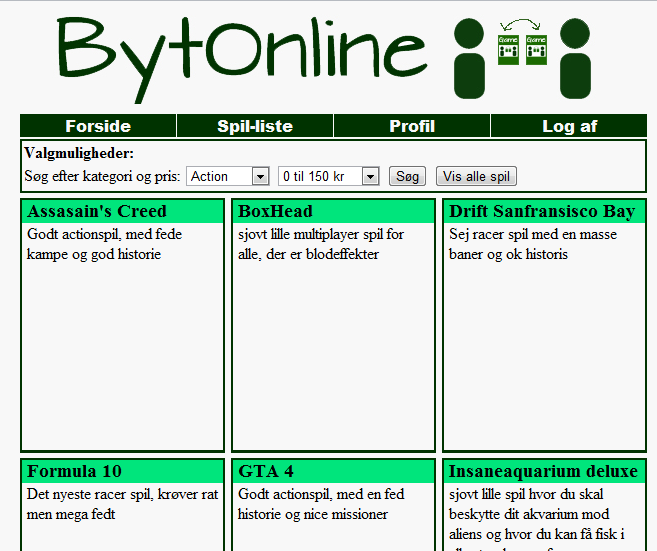 BytOnline
Game Game
Forside Spil-liste Profil Log af
Valgmuligheder:
Søg efter kategori og pris: Action 0 til 150 kr Søg Vis alle spil
Assasain's Creed
Godt actionspil, med fede
kampe og god historie
BoxHead
sjovt lille multiplayer spil for
alle, der er blodeffekter
Drift Sanfransisco Bay
Sej racer spil med en masse
baner og ok historis
Formula 10
Det nyeste racer spil, krøver rat
men mega fedt
GTA 4
Godt actionspil, med en fed
historie og nice missioner
Insaneaquarium deluxe
sjovt lille spil hvor du skal
beskytte dit akvarium mod
aliens og hvor du kan få fisk i